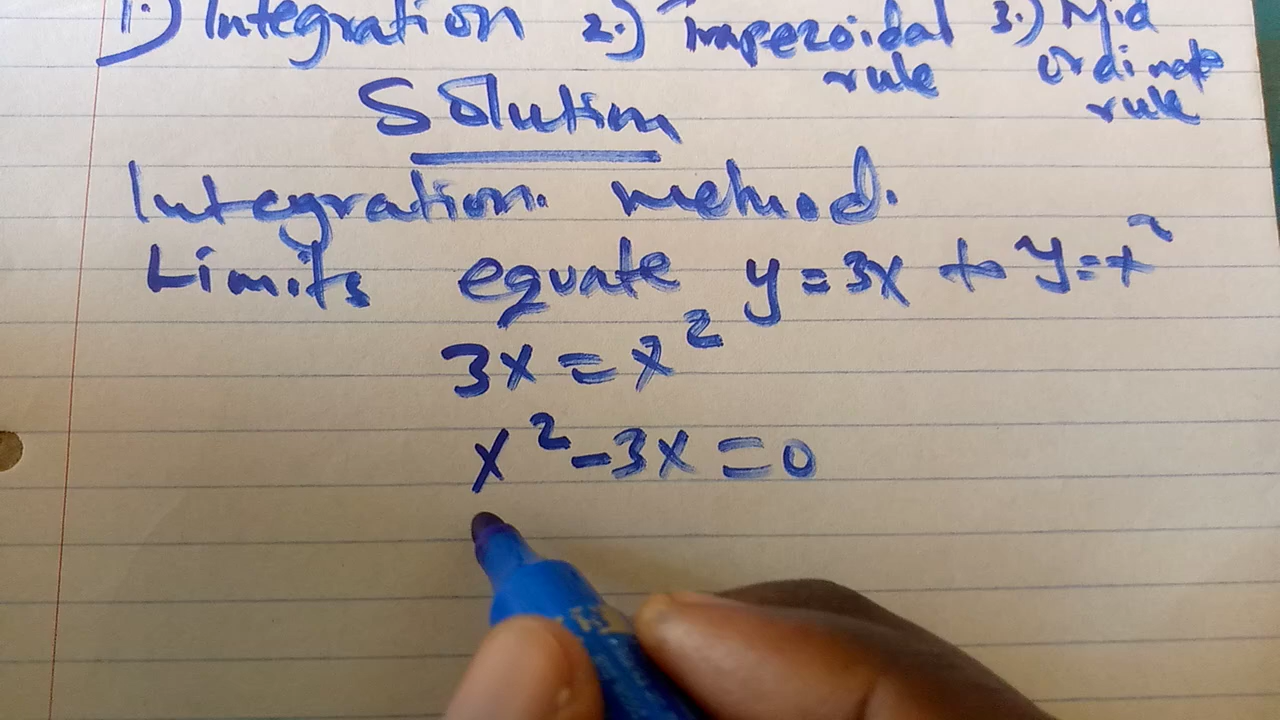 1.) Integration 2.) Trapezoidal rule 3.) Mid ordinate rule
Solution
Integration. method.
Limits equate y = 3x to y = x²
3x = x²
x² - 3x = 0